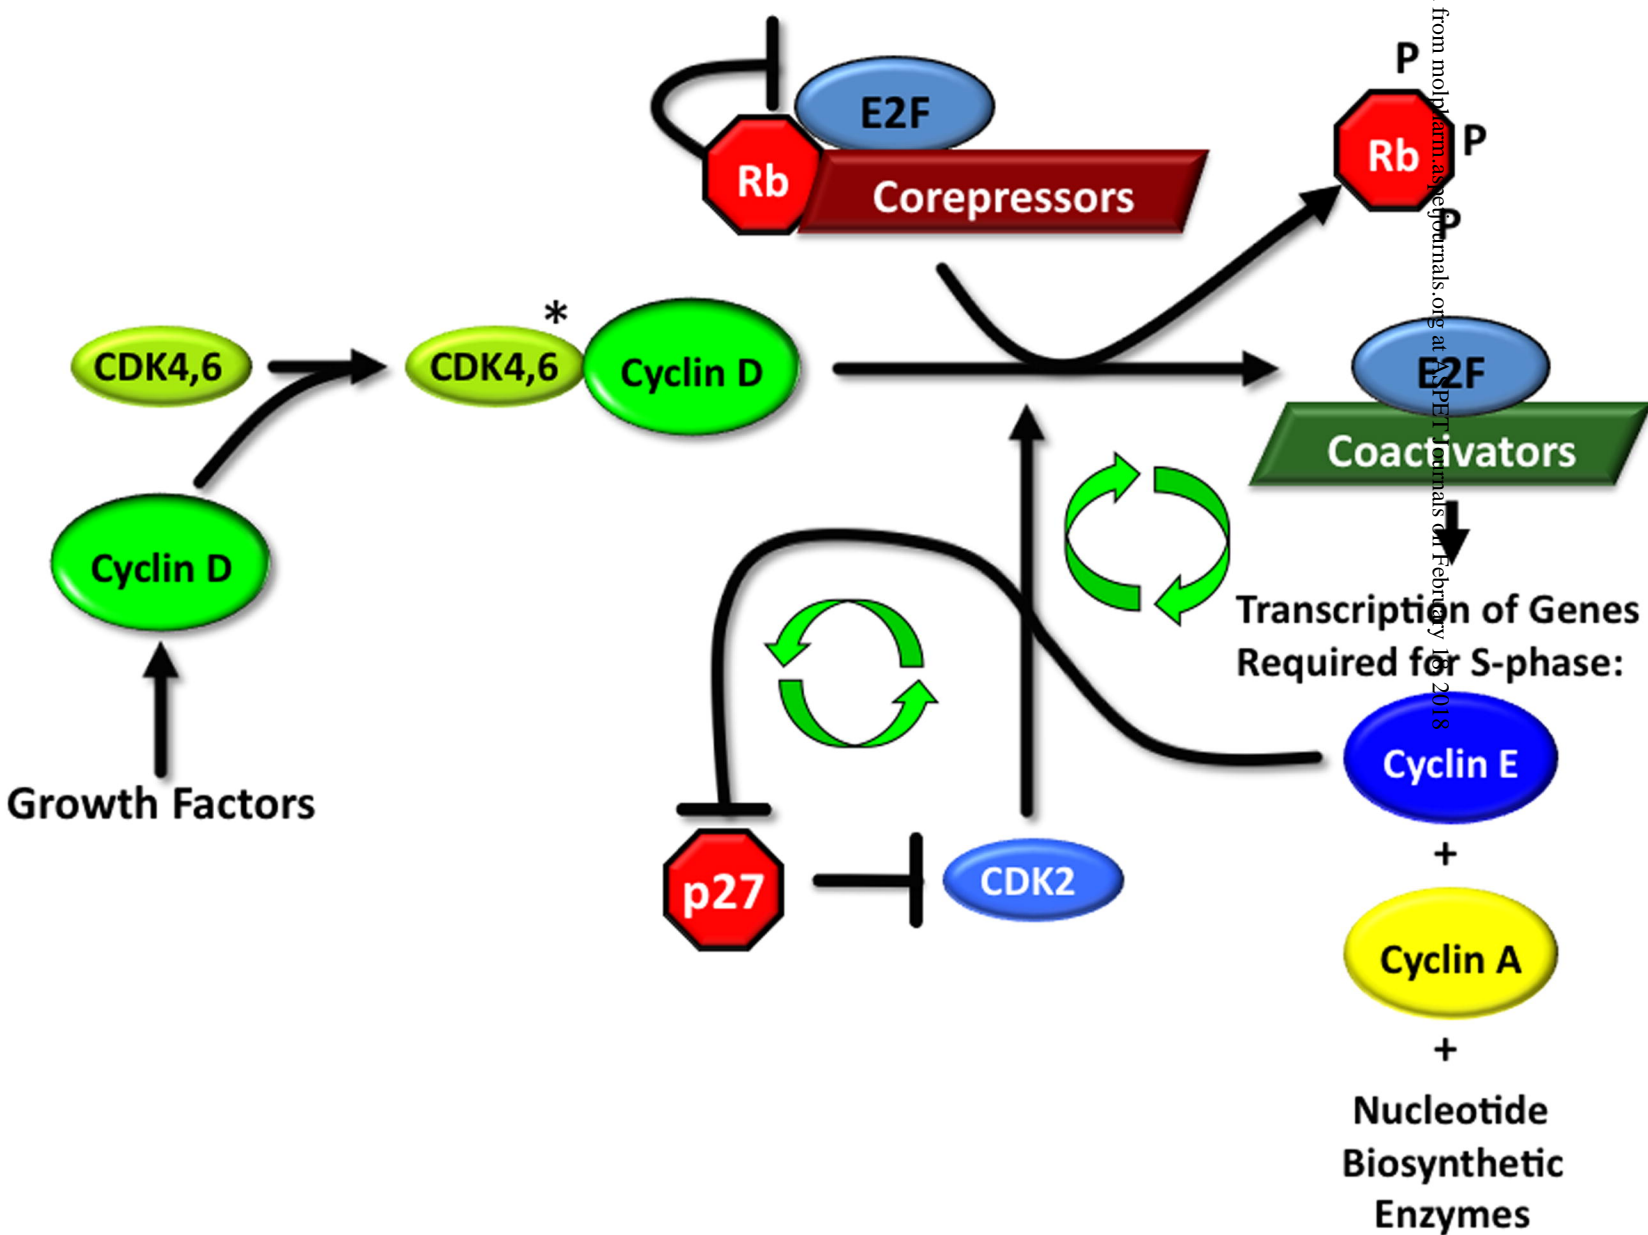 E2F
Rb
Corepressors
P
Rb
P
P
CDK4,6
CDK4,6
*
Cyclin D
E2F
Coactivators
Cyclin D
Growth Factors
Transcription of Genes
Required for S-phase:
Cyclin E
+
p27
CDK2
Cyclin A
+
Nucleotide
Biosynthetic
Enzymes
from molpharm.aspetjournals.org at ASPET Journals on February 18, 2018